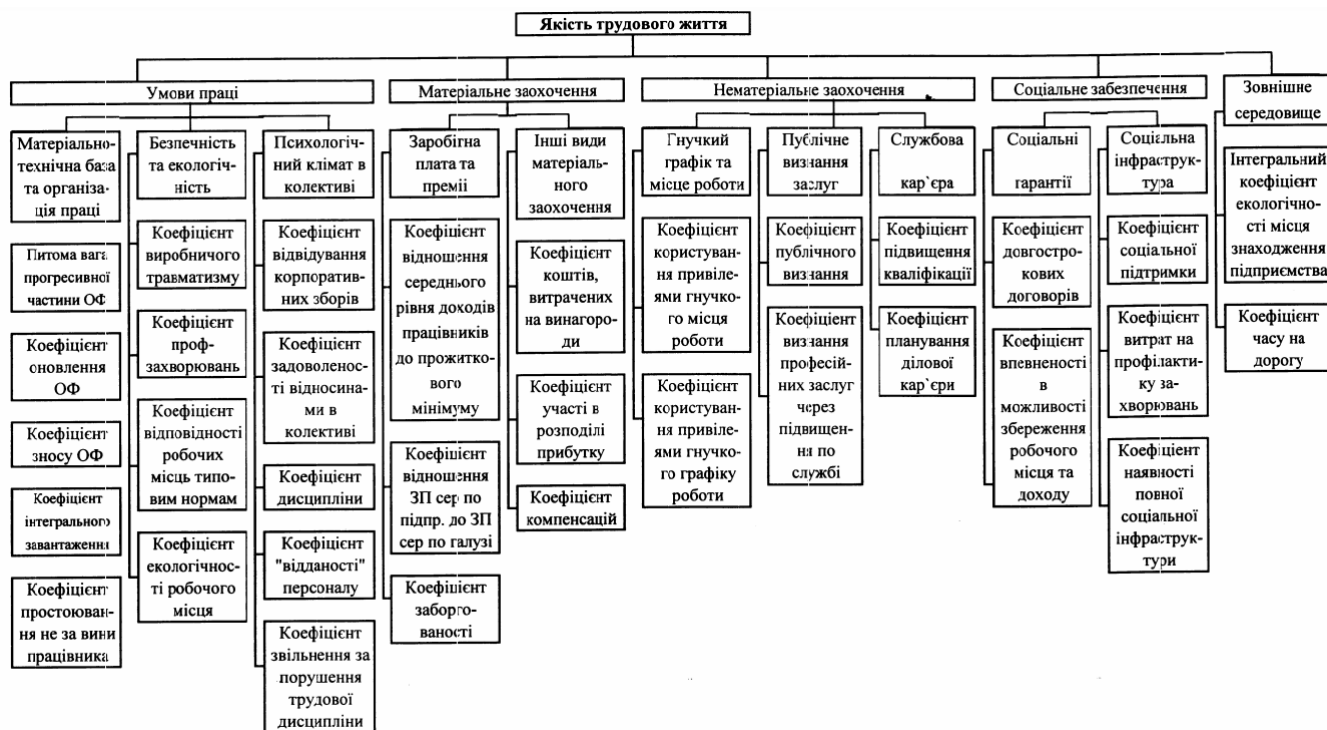 Якість трудового життя
Умови праці
Матеріальне заохочення
Нематеріальне заохочення
Соціальне забезпечення
Зовнішнє
середовище
Матеріально-
технічна база
та організа-
ція праці
Питома вага
прогресивної
частини ОФ
Коефіцієнт
оновлення
ОФ
Коефіцієнт
зносу ОФ
Коефіцієнт
інтегрального
завантаження
Коефіцієнт
простоюван-
ня не за вини
працівника
Безпечність
та екологіч-
ність
Коефіцієнт
виробничого
травматизму
Коефіцієнт
проф-
захворювань
Коефіцієнт
відповідності
робочих
місць типо-
вим нормам
Коефіцієнт
екологічнос-
ті робочого
місця
Психологіч-
ний клімат в
колективі
Коефіцієнт
відвідування
корпоратив-
них зборів
Коефіцієнт
задоволеності
відносина-
ми в
колективі
Коефіцієнт
дисципліни
Коефіцієнт
"відданості"
персоналу
Коефіцієнт
звільнення за
порушення
трудової
дисципліни
Заробігна
плата та
премії
Коефіцієнт
відношення
середнього
рівня доходів
працівників
до прожитко-
вого
мінімуму
Коефіцієнт
відношення
ЗП сер по
підпр. до ЗП
сер по галузі
Коефіцієнт
заборго-
ваності
Інші види
матеріаль-
ного
заохочення
Коефіцієнт
коштів,
витрачених
на винагоро-
ди
Коефіцієнт
участі в
розподілі
прибутку
Коефіцієнт
компенсацій
Гнучкий
графік та
місце роботи
Коефіцієнт
користуван-
ня привіле-
ями гнучко-
го місця
роботи
Коефіцієнт
користуван-
ня привіле-
ями гнучко-
го графіку
роботи
Публічне
визнання
заслуг
Коефіцієнт
публічного
визнання
Коефіцієнт
визнання
професій-
них заслуг
через
підвищен-
ня по
службі
Службова
кар`єра
Коефіцієнт
підвищення
кваліфікації
Коефіцієнт
планування
ділової
кар`єри
Соціальні
гарантії
Коефіцієнт
довгостро-
кових
договорів
Коефіцієнт
впевненості
в
можливості
збереження
робочого
місця та
доходу
Соціальна
інфраструк-
тура
Коефіцієнт
соціальної
підтримки
Коефіцієнт
витрат на
профілакти-
ку за-
хворювань
Коефіцієнт
наявності
повної
соціальної
інфраструк-
тури
Інтегральний
коефіцієнт
екологічно-
сті місця
знаходження
підприємства
Коефіцієнт
часу на
дорогу